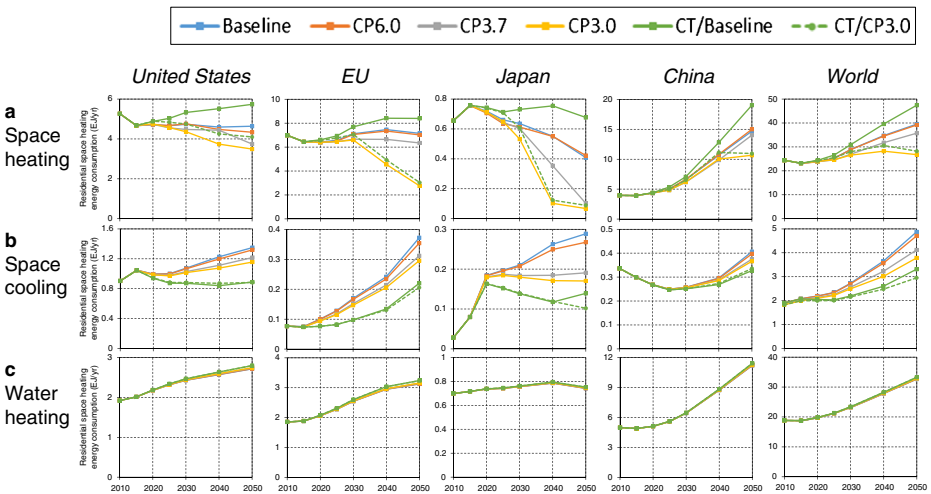 Baseline CP6.0 CP3.7 CP3.0 CT/Baseline CT/CP3.0
United States EU Japan China World
a
Space heating
Residential space heating
energy consumption (EJ/yr)
6 4 2 0
10 9 8 7 6 5 4 3 2 1 0
0.8 0.6 0.4 0.2 0
20 15 10 5 0
50 40 30 20 10 0
b
Space cooling
Residential space heating
energy consumption (EJ/yr)
1.6 1.2 0.8 0.4 0.0
0.4 0.3 0.2 0.1 0
0.3 0.2 0.1 0
0.5 0.4 0.3 0.2 0.1 0.0
5 4 3 2 1 0
c
Water heating
Residential space heating
energy consumption (EJ/yr)
3 2 1 0
4 3 2 1 0
1 0.8 0.6 0.4 0.2 0
12 9 6 3 0
40 30 20 10 0
2010 2020 2030 2040 2050
2010 2020 2030 2040 2050
2010 2020 2030 2040 2050
2010 2020 2030 2040 2050
2010 2020 2030 2040 2050